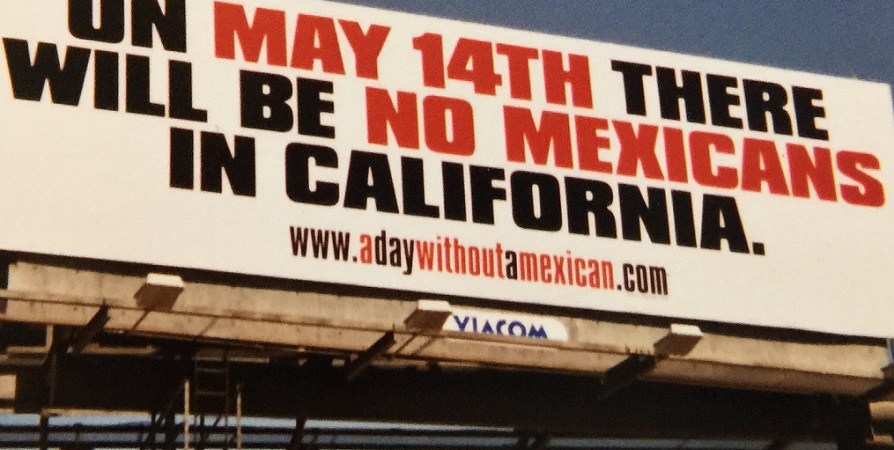 ON MAY 14TH THERE
WILL BE NO MEXICANS
IN CALIFORNIA.
www.adaywithoutamexican.com
VIACOM